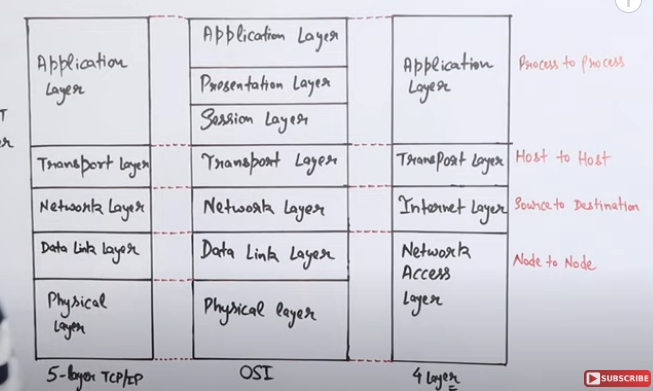 Application
Layer
Transport Layer
Network Layer
Data Link Layer
Physical
Layer
5-layer TCP/IP
Application Layer
Presentation Layer
Session Layer
Transport Layer
Network Layer
Data Link Layer
Physical layer
OSI
Application
Layer
Transport Layer
Internet Layer
Network
Access
Layer
4 Layer
Process to Process
Host to Host
Source to Destination
Node to Node
SUBSCRIBE